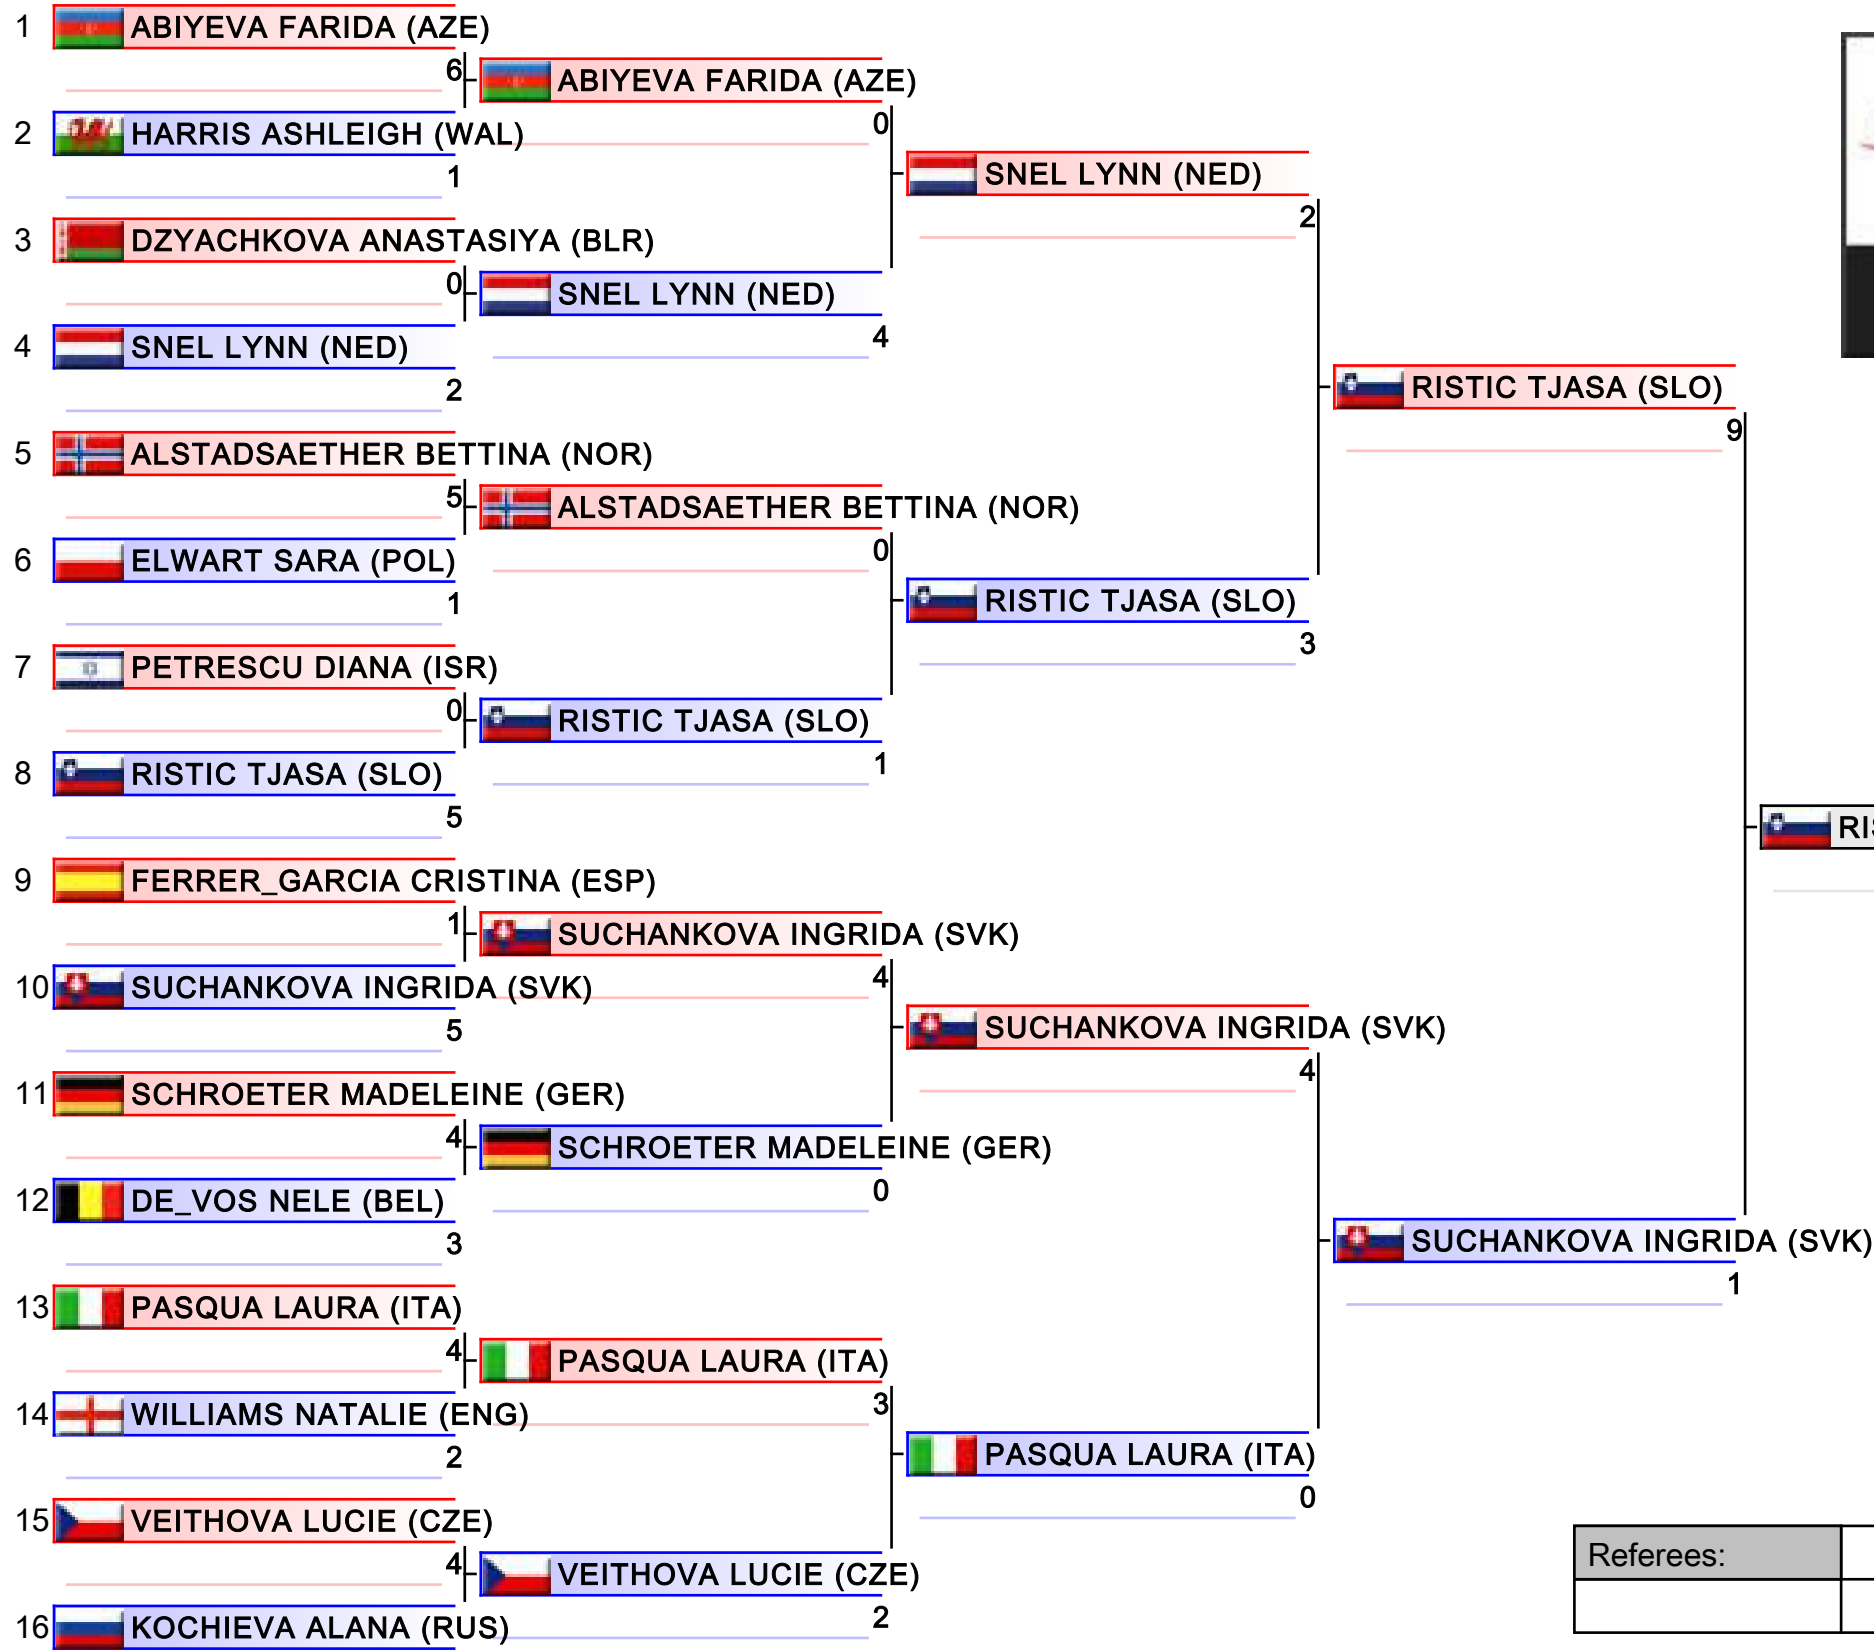 1 ABIYEVA FARIDA (AZE)
6 ABIYEVA FARIDA (AZE)
2 HARRIS ASHLEIGH (WAL)
0
1
SNEL LYNN (NED)
2
3 DZYACHKOVA ANASTASIYA (BLR)
0 SNEL LYNN (NED)
4 SNEL LYNN (NED)
4
2
RISTIC TJASA (SLO)
9
5 ALSTADSAETHER BETTINA (NOR)
5 ALSTADSAETHER BETTINA (NOR)
6 ELWART SARA (POL)
0
1
RISTIC TJASA (SLO)
3
7 PETRESCU DIANA (ISR)
0 RISTIC TJASA (SLO)
8 RISTIC TJASA (SLO)
1
5
RIS
9 FERRER_GARCIA CRISTINA (ESP)
1 SUCHANKOVA INGRIDA (SVK)
10 SUCHANKOVA INGRIDA (SVK)
4
5
SUCHANKOVA INGRIDA (SVK)
4
11 SCHROETER MADELEINE (GER)
4 SCHROETER MADELEINE (GER)
12 DE_VOS NELE (BEL)
0
3
SUCHANKOVA INGRIDA (SVK)
1
13 PASQUA LAURA (ITA)
4 PASQUA LAURA (ITA)
14 WILLIAMS NATALIE (ENG)
3
2
PASQUA LAURA (ITA)
0
15 VEITHOVA LUCIE (CZE)
4 VEITHOVA LUCIE (CZE)
16 KOCHIEVA ALANA (RUS)
2
Referees: